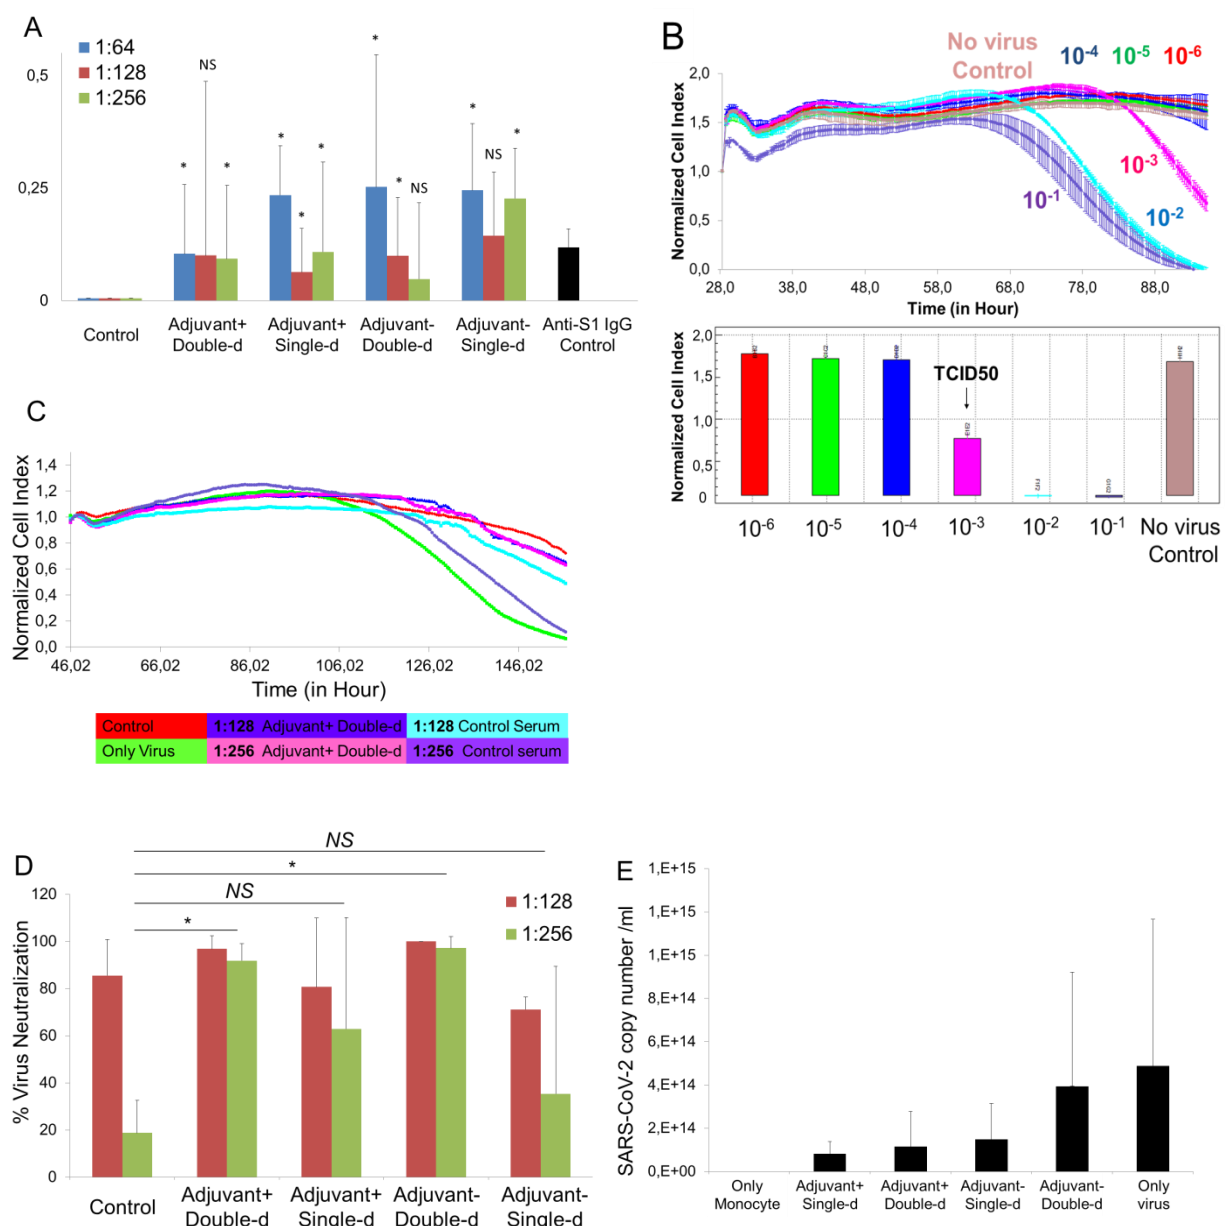 A
1:64
1:128
1:256
0,5
0,25
0
NS
*
*
*
*
*
*
*
NS
*
NS
*
Control
Adjuvant+
Double-d
Adjuvant+
Single-d
Adjuvant-
Double-d
Adjuvant-
Single-d
Anti-S1 IgG
Control
B
No virus
Control
10-4
10-5
10-6
10-3
10-1
10-2
Normalized Cell Index
2,0
1,5
1,0
0,5
0,0
28,0 38,0 48,0 58,0 68,0 78,0 88,0
Time (in Hour)
Normalized Cell Index
2,0
1,5
1,0
0,5
0
TCID50
10-6 10-5 10-4 10-3 10-2 10-1 No virus
Control
C
Normalized Cell Index
1,4
1,2
1,0
0,8
0,6
0,4
0,2
0,0
46,02 66,02 86,02 106,02 126,02 146,02
Time (in Hour)
Control 1:128 Adjuvant+ Double-d 1:128 Control Serum
Only Virus 1:256 Adjuvant+ Double-d 1:256 Control serum
D
NS
*
NS
*
1:128
1:256
% Virus Neutralization
120
100
80
60
40
20
0
Control
Adjuvant+
Double-d
Adjuvant+
Single-d
Adjuvant-
Double-d
Adjuvant-
Single-d
E
SARS-CoV-2 copy number /ml
1,E+15
1,E+15
1,E+15
8,E+14
6,E+14
4,E+14
2,E+14
0,E+00
Only
Monocyte
Adjuvant+
Single-d
Adjuvant+
Double-d
Adjuvant-
Single-d
Adjuvant-
Double-d
Only
virus